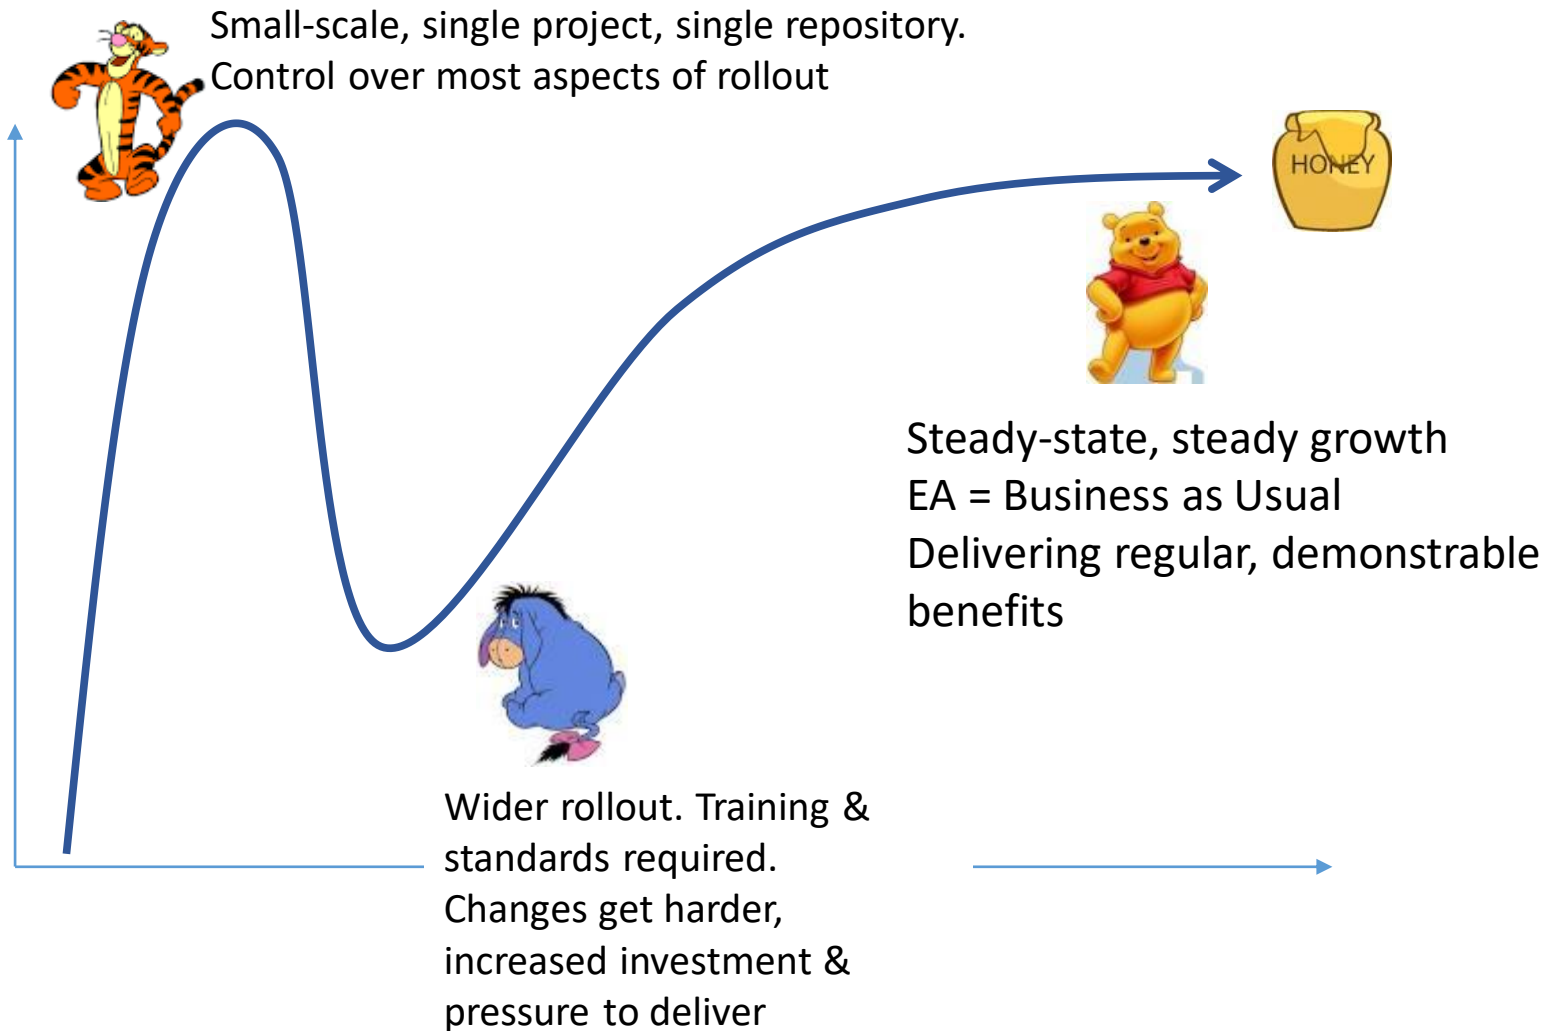 Small-scale, single project, single repository.
Control over most aspects of rollout
HONEY
Steady-state, steady growth
EA = Business as Usual
Delivering regular, demonstrable
benefits
Wider rollout. Training &
standards required.
Changes get harder,
increased investment &
pressure to deliver